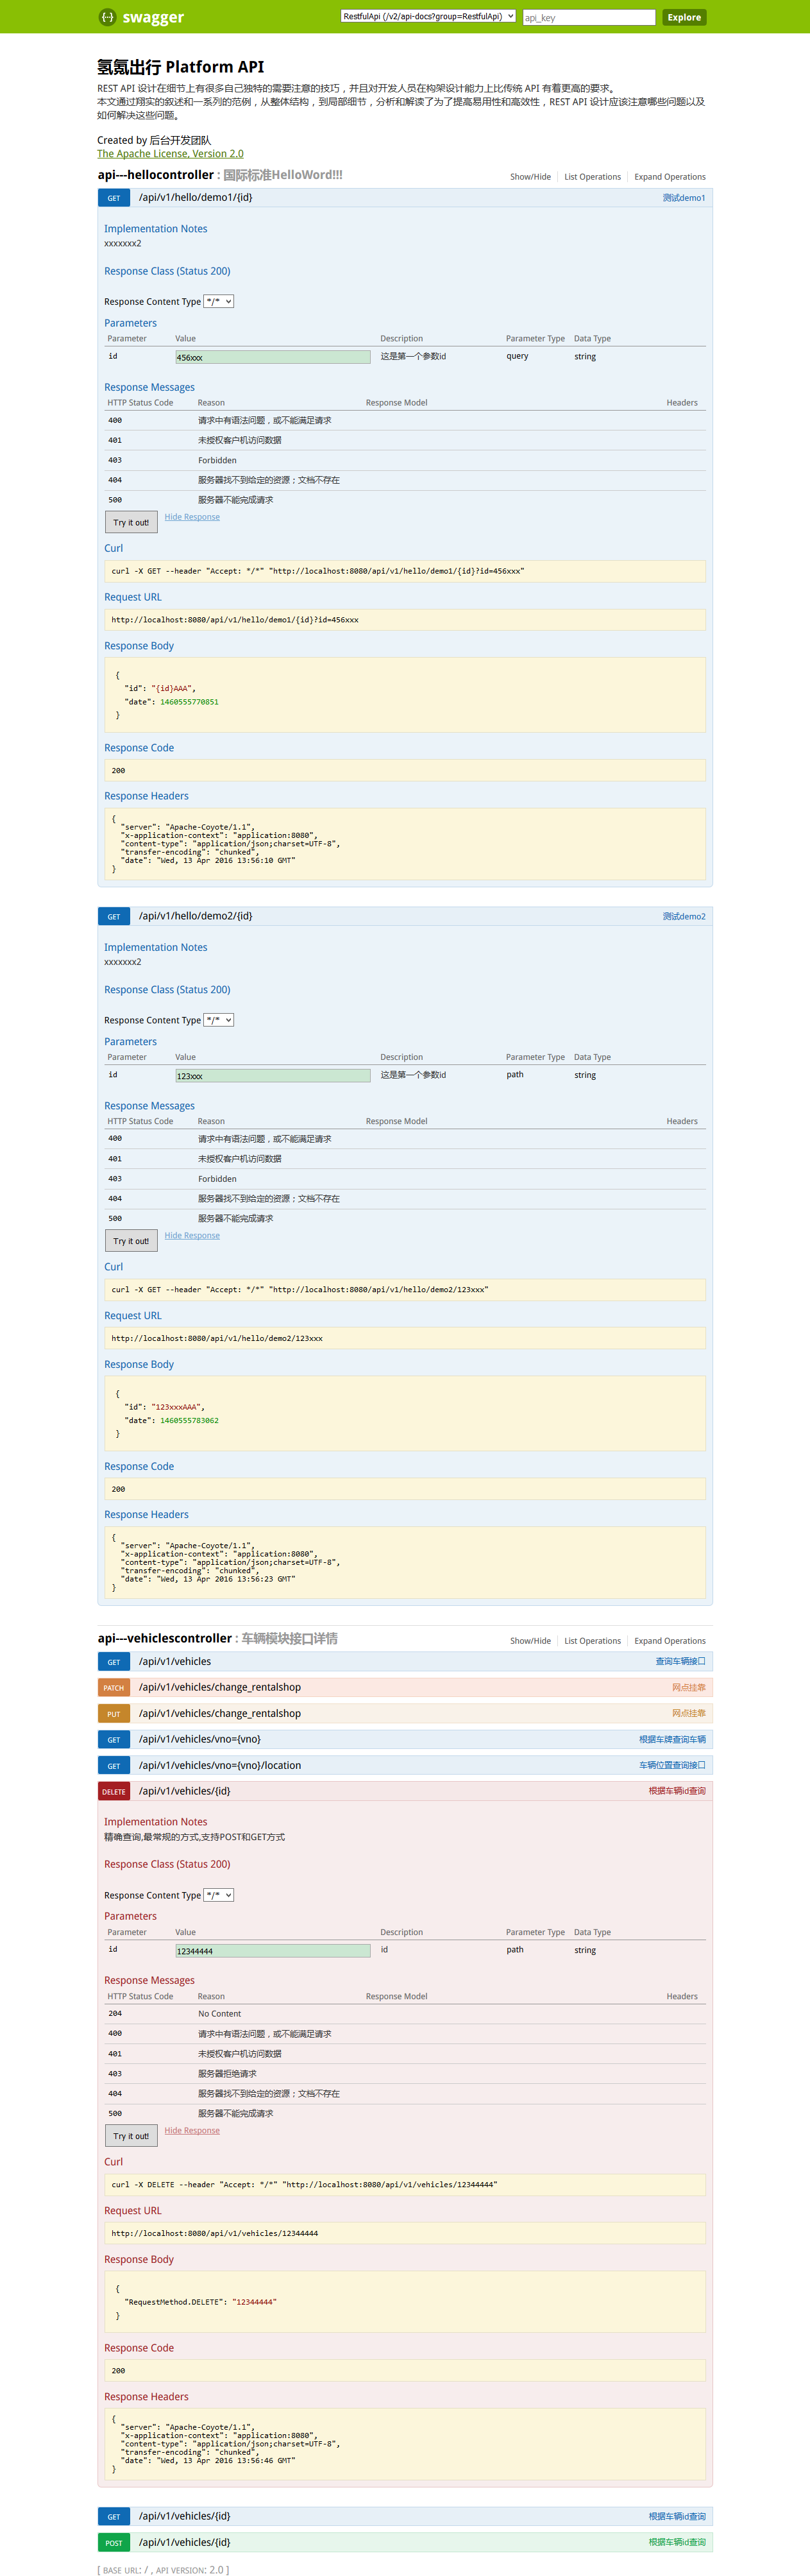 swagger RestfulApi (/v2/api-docs?group=RestfulApi) api_key Explore
氢氪出行 Platform API
REST API 设计在细节上有很多自己独特的需要注意的技巧，并且对开发人员在构架设计能力上比传统 API 有着更高的要求。
本文通过翔实的叙述和一系列的范例，从整体结构，到局部细节，分析和解读了为了提高易用性和高效性，REST API 设计应该注意哪些问题以及
如何解决这些问题。
Created by 后台开发团队
The Apache License, Version 2.0
api---hellocontroller : 国际标准HelloWord!!! Show/Hide List Operations Expand Operations
GET /api/v1/hello/demo1/{id} 测试demo1
Implementation Notes
xxxxxxx2
Response Class (Status 200)
Response Content Type */*
Parameters
Parameter Value Description Parameter Type Data Type
id 456xxx 这是第一个参数id query string
Response Messages
HTTP Status Code Reason Response Model Headers
400 请求中有语法问题，或不能满足请求
401 未授权客户机访问数据
403 Forbidden
404 服务器找不到给定的资源；文档不存在
500 服务器不能完成请求
Try it out! Hide Response
Curl
curl -X GET --header "Accept: */*" "http://localhost:8080/api/v1/hello/demo1/{id}?id=456xxx"
Request URL
http://localhost:8080/api/v1/hello/demo1/{id}?id=456xxx
Response Body
{
"id": "{id}AAA",
"date": 1460555770851
}
Response Code
200
Response Headers
{
"server": "Apache-Coyote/1.1",
"x-application-context": "application:8080",
"content-type": "application/json;charset=UTF-8",
"transfer-encoding": "chunked",
"date": "Wed, 13 Apr 2016 13:56:10 GMT"
}
GET /api/v1/hello/demo2/{id} 测试demo2
Implementation Notes
xxxxxxx2
Response Class (Status 200)
Response Content Type */*
Parameters
Parameter Value Description Parameter Type Data Type
id 123xxx 这是第一个参数id path string
Response Messages
HTTP Status Code Reason Response Model Headers
400 请求中有语法问题，或不能满足请求
401 未授权客户机访问数据
403 Forbidden
404 服务器找不到给定的资源；文档不存在
500 服务器不能完成请求
Try it out! Hide Response
Curl
curl -X GET --header "Accept: */*" "http://localhost:8080/api/v1/hello/demo2/123xxx"
Request URL
http://localhost:8080/api/v1/hello/demo2/123xxx
Response Body
{
"id": "123xxxAAA",
"date": 1460555783062
}
Response Code
200
Response Headers
{
"server": "Apache-Coyote/1.1",
"x-application-context": "application:8080",
"content-type": "application/json;charset=UTF-8",
"transfer-encoding": "chunked",
"date": "Wed, 13 Apr 2016 13:56:23 GMT"
}
api---vehiclescontroller : 车辆模块接口详情 Show/Hide List Operations Expand Operations
GET /api/v1/vehicles 查询车辆接口
PATCH /api/v1/vehicles/change_rentalshop 网点挂靠
PUT /api/v1/vehicles/change_rentalshop 网点挂靠
GET /api/v1/vehicles/vno={vno} 根据车牌查询车辆
GET /api/v1/vehicles/vno={vno}/location 车辆位置查询接口
DELETE /api/v1/vehicles/{id} 根据车辆id查询
Implementation Notes
精确查询,最常规的方式,支持POST和GET方式
Response Class (Status 200)
Response Content Type */*
Parameters
Parameter Value Description Parameter Type Data Type
id 12344444 id path string
Response Messages
HTTP Status Code Reason Response Model Headers
204 No Content
400 请求中有语法问题，或不能满足请求
401 未授权客户机访问数据
403 服务器拒绝请求
404 服务器找不到给定的资源；文档不存在
500 服务器不能完成请求
Try it out! Hide Response
Curl
curl -X DELETE --header "Accept: */*" "http://localhost:8080/api/v1/vehicles/12344444"
Request URL
http://localhost:8080/api/v1/vehicles/12344444
Response Body
{
"RequestMethod.DELETE": "12344444"
}
Response Code
200
Response Headers
{
"server": "Apache-Coyote/1.1",
"x-application-context": "application:8080",
"content-type": "application/json;charset=UTF-8",
"transfer-encoding": "chunked",
"date": "Wed, 13 Apr 2016 13:56:46 GMT"
}
GET /api/v1/vehicles/{id} 根据车辆id查询
POST /api/v1/vehicles/{id} 根据车辆id查询
[ BASE URL: / , API VERSION: 2.0 ]